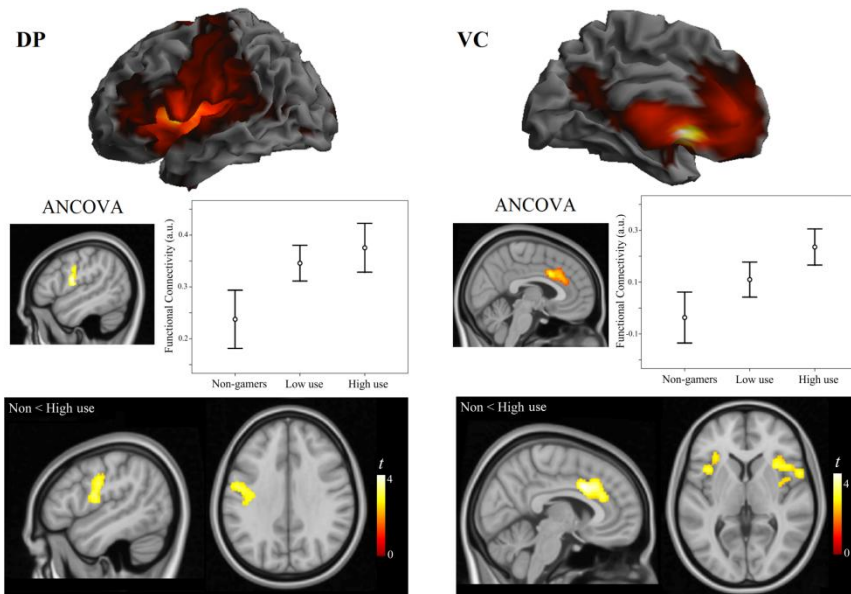 DP
VC
ANCOVA
Functional Connectivity (a.u.)
0.4
0.3
0.2
Non-gamers Low use High use
ANCOVA
Functional Connectivity (a.u.)
0.3
0.1
-0.1
Non-gamers Low use High use
Non < High use
t
4
0
Non < High use
t
4
0